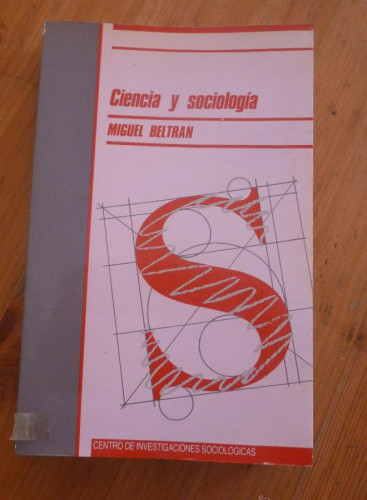 Ciencia y sociología
MIGUEL BELTRAN
S
CENTRO DE INVESTIGACIONES SOCIOLOGICAS